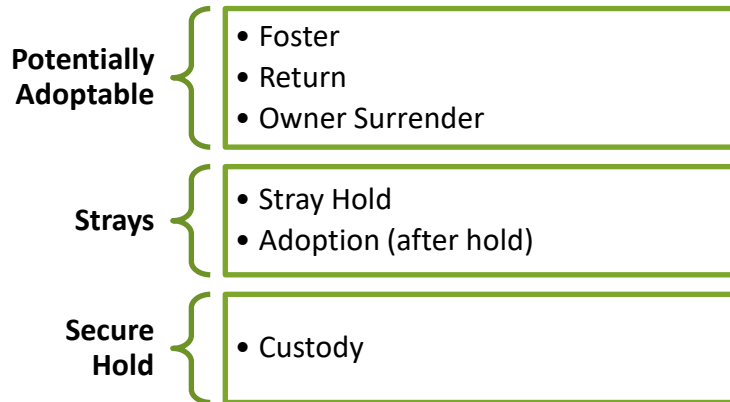 Potentially
Adoptable
• Foster
• Return
• Owner Surrender
Strays
• Stray Hold
• Adoption (after hold)
Secure
Hold
• Custody